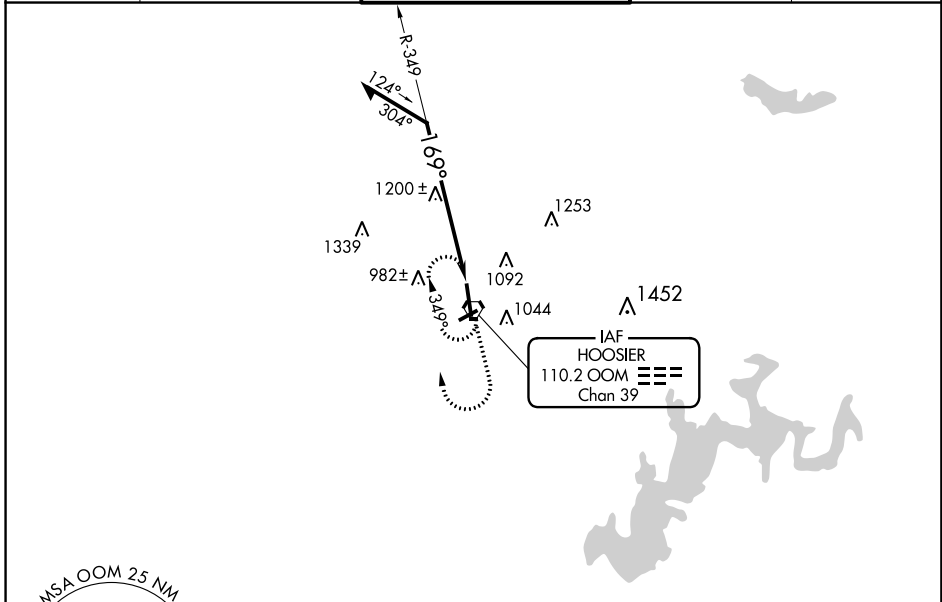 R-349
124°
304°
169°
1200 ±
1253
1339
982±
1092
349°
1044
1452
IAF
HOOSIER
110.2 OOM
Chan 39
MSA OOM 25 NM